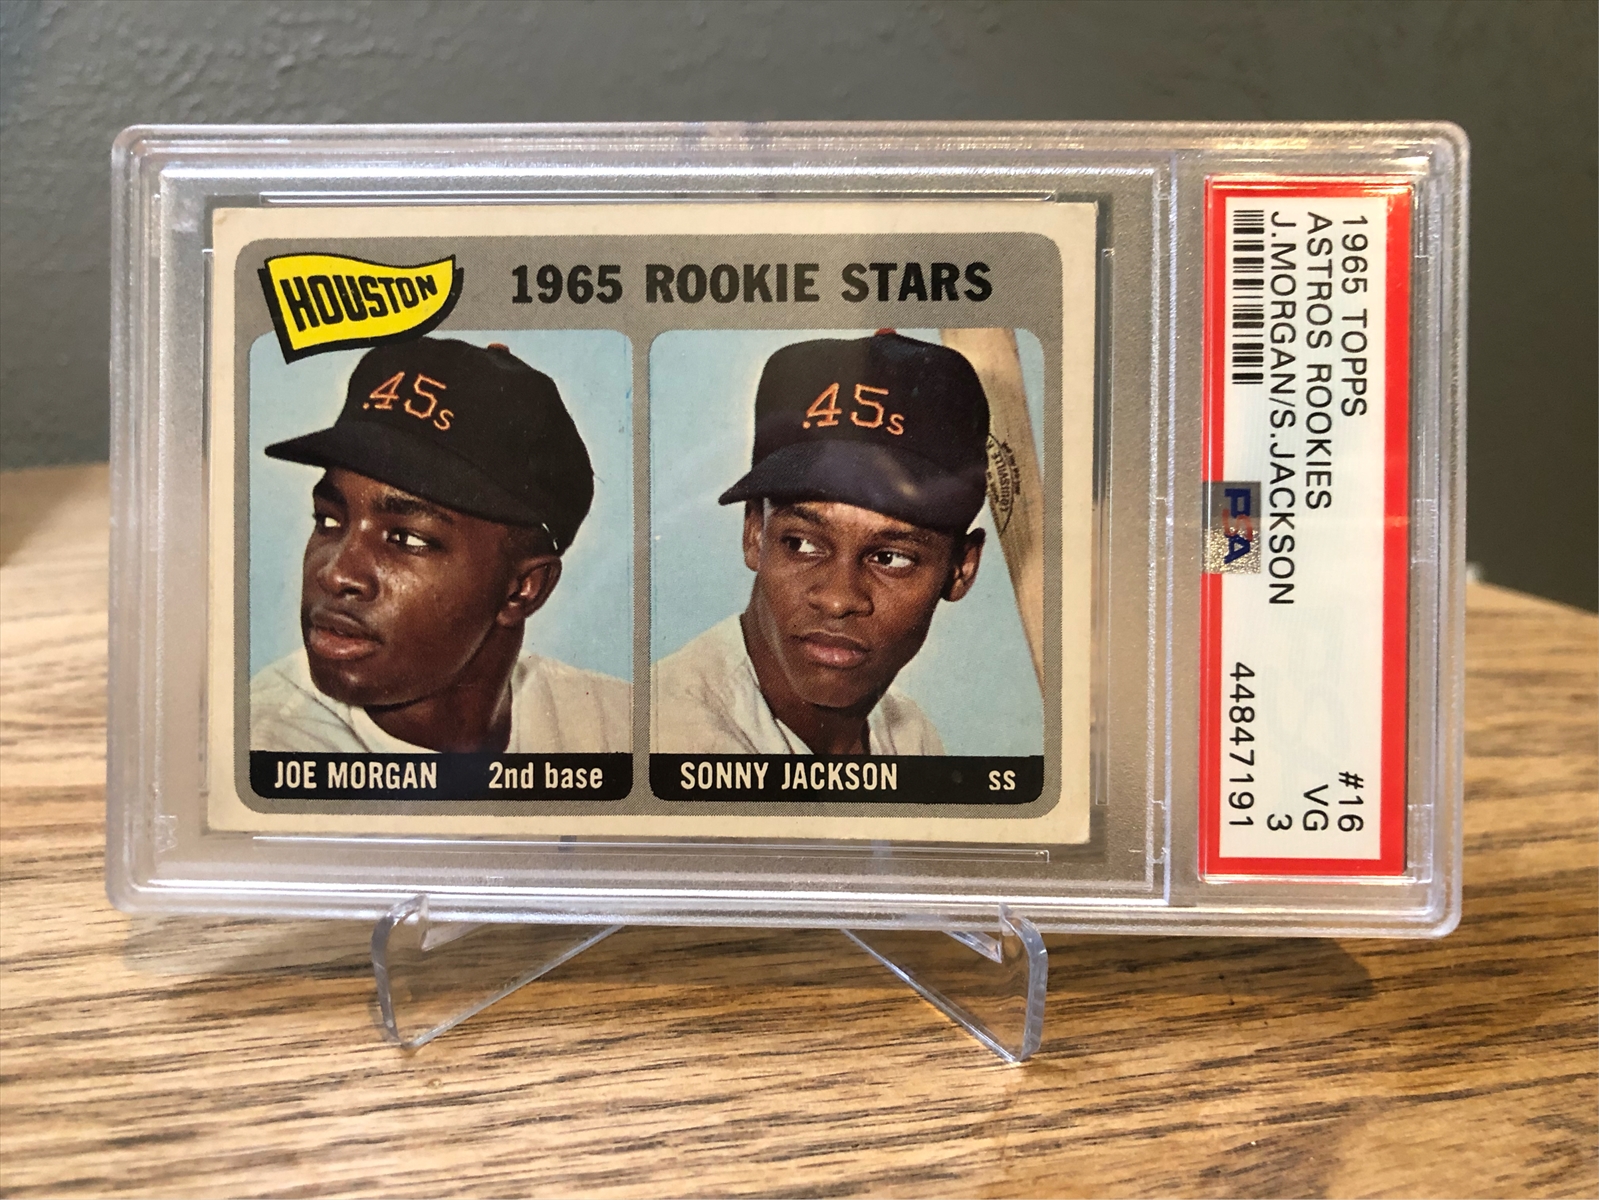 HOUSTON
1965 ROOKIE STARS
.45s
.45s
JOE MORGAN 2nd base
SONNY JACKSON SS
1965 TOPPS #16
ASTROS ROOKIES VG
J.MORGAN/S.JACKSON 3
44847191
PSA